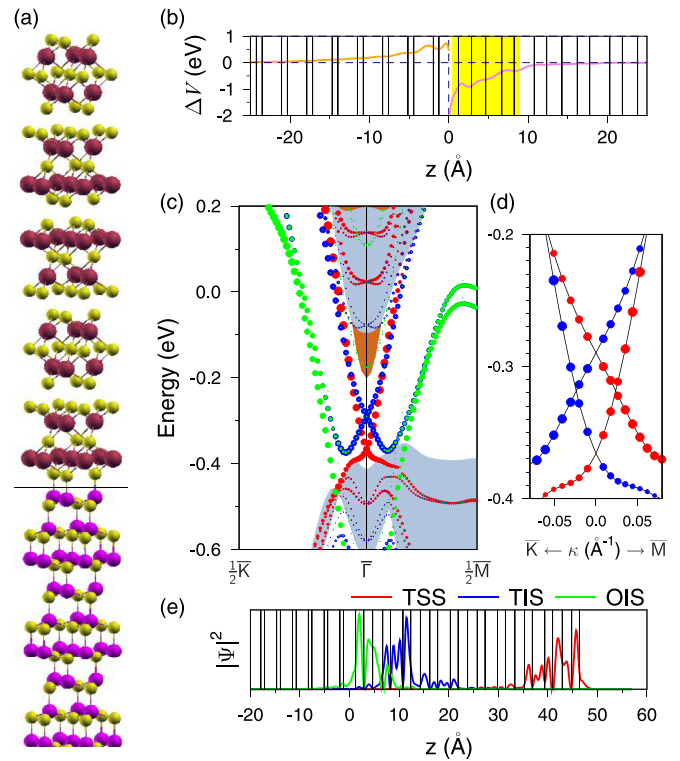 (a)
(b)
ΔV (eV)
1
0
-1
-2
-20 -10 0 10 20
z (Å)
(c)
Energy (eV)
0.2
0.0
-0.2
-0.4
-0.6
½K̅ Γ̅ ½M̅
(d)
-0.2
-0.3
-0.4
-0.05 0.0 0.05
K̅ ← κ (Å⁻¹) → M̅
(e)
TSS TIS OIS
|Ψ|²
-20 -10 0 10 20 30 40 50 60
z (Å)